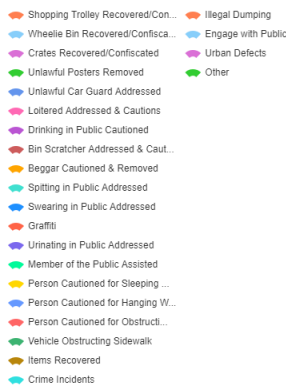 Shopping Trolley Recovered/Con...
Wheelie Bin Recovered/Confisca...
Crates Recovered/Confiscated
Unlawful Posters Removed
Unlawful Car Guard Addressed
Loitered Addressed & Cautions
Drinking in Public Cautioned
Bin Scratcher Addressed & Caut...
Beggar Cautioned & Removed
Spitting in Public Addressed
Swearing in Public Addressed
Graffiti
Urinating in Public Addressed
Member of the Public Assisted
Person Cautioned for Sleeping ...
Person Cautioned for Hanging W...
Person Cautioned for Obstructi...
Vehicle Obstructing Sidewalk
Items Recovered
Crime Incidents
Illegal Dumping
Engage with Public
Urban Defects
Other